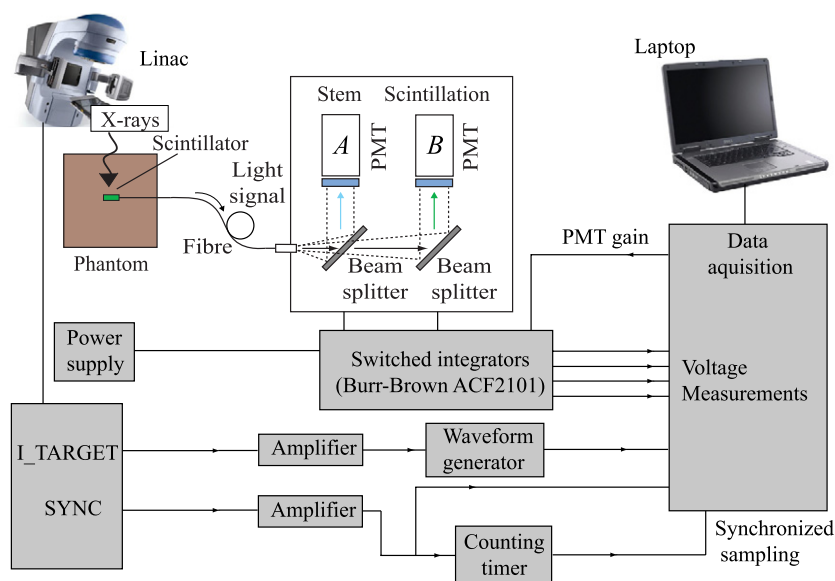 Linac
X-rays
Scintillator
Light
signal
Fibre
Phantom
Stem
Scintillation
A
PMT
B
PMT
Beam
splitter
Beam
splitter
Laptop
PMT gain
Data
aquisition
Power
supply
Switched integrators
(Burr-Brown ACF2101)
Voltage
Measurements
I_TARGET
Amplifier
Waveform
generator
SYNC
Amplifier
Counting
timer
Synchronized
sampling